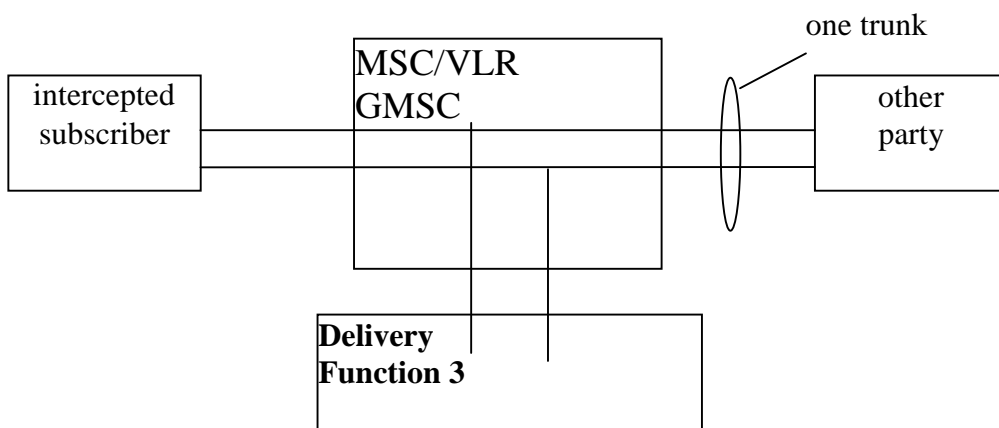 one trunk
intercepted
subscriber
MSC/VLR
GMSC
other
party
Delivery
Function 3